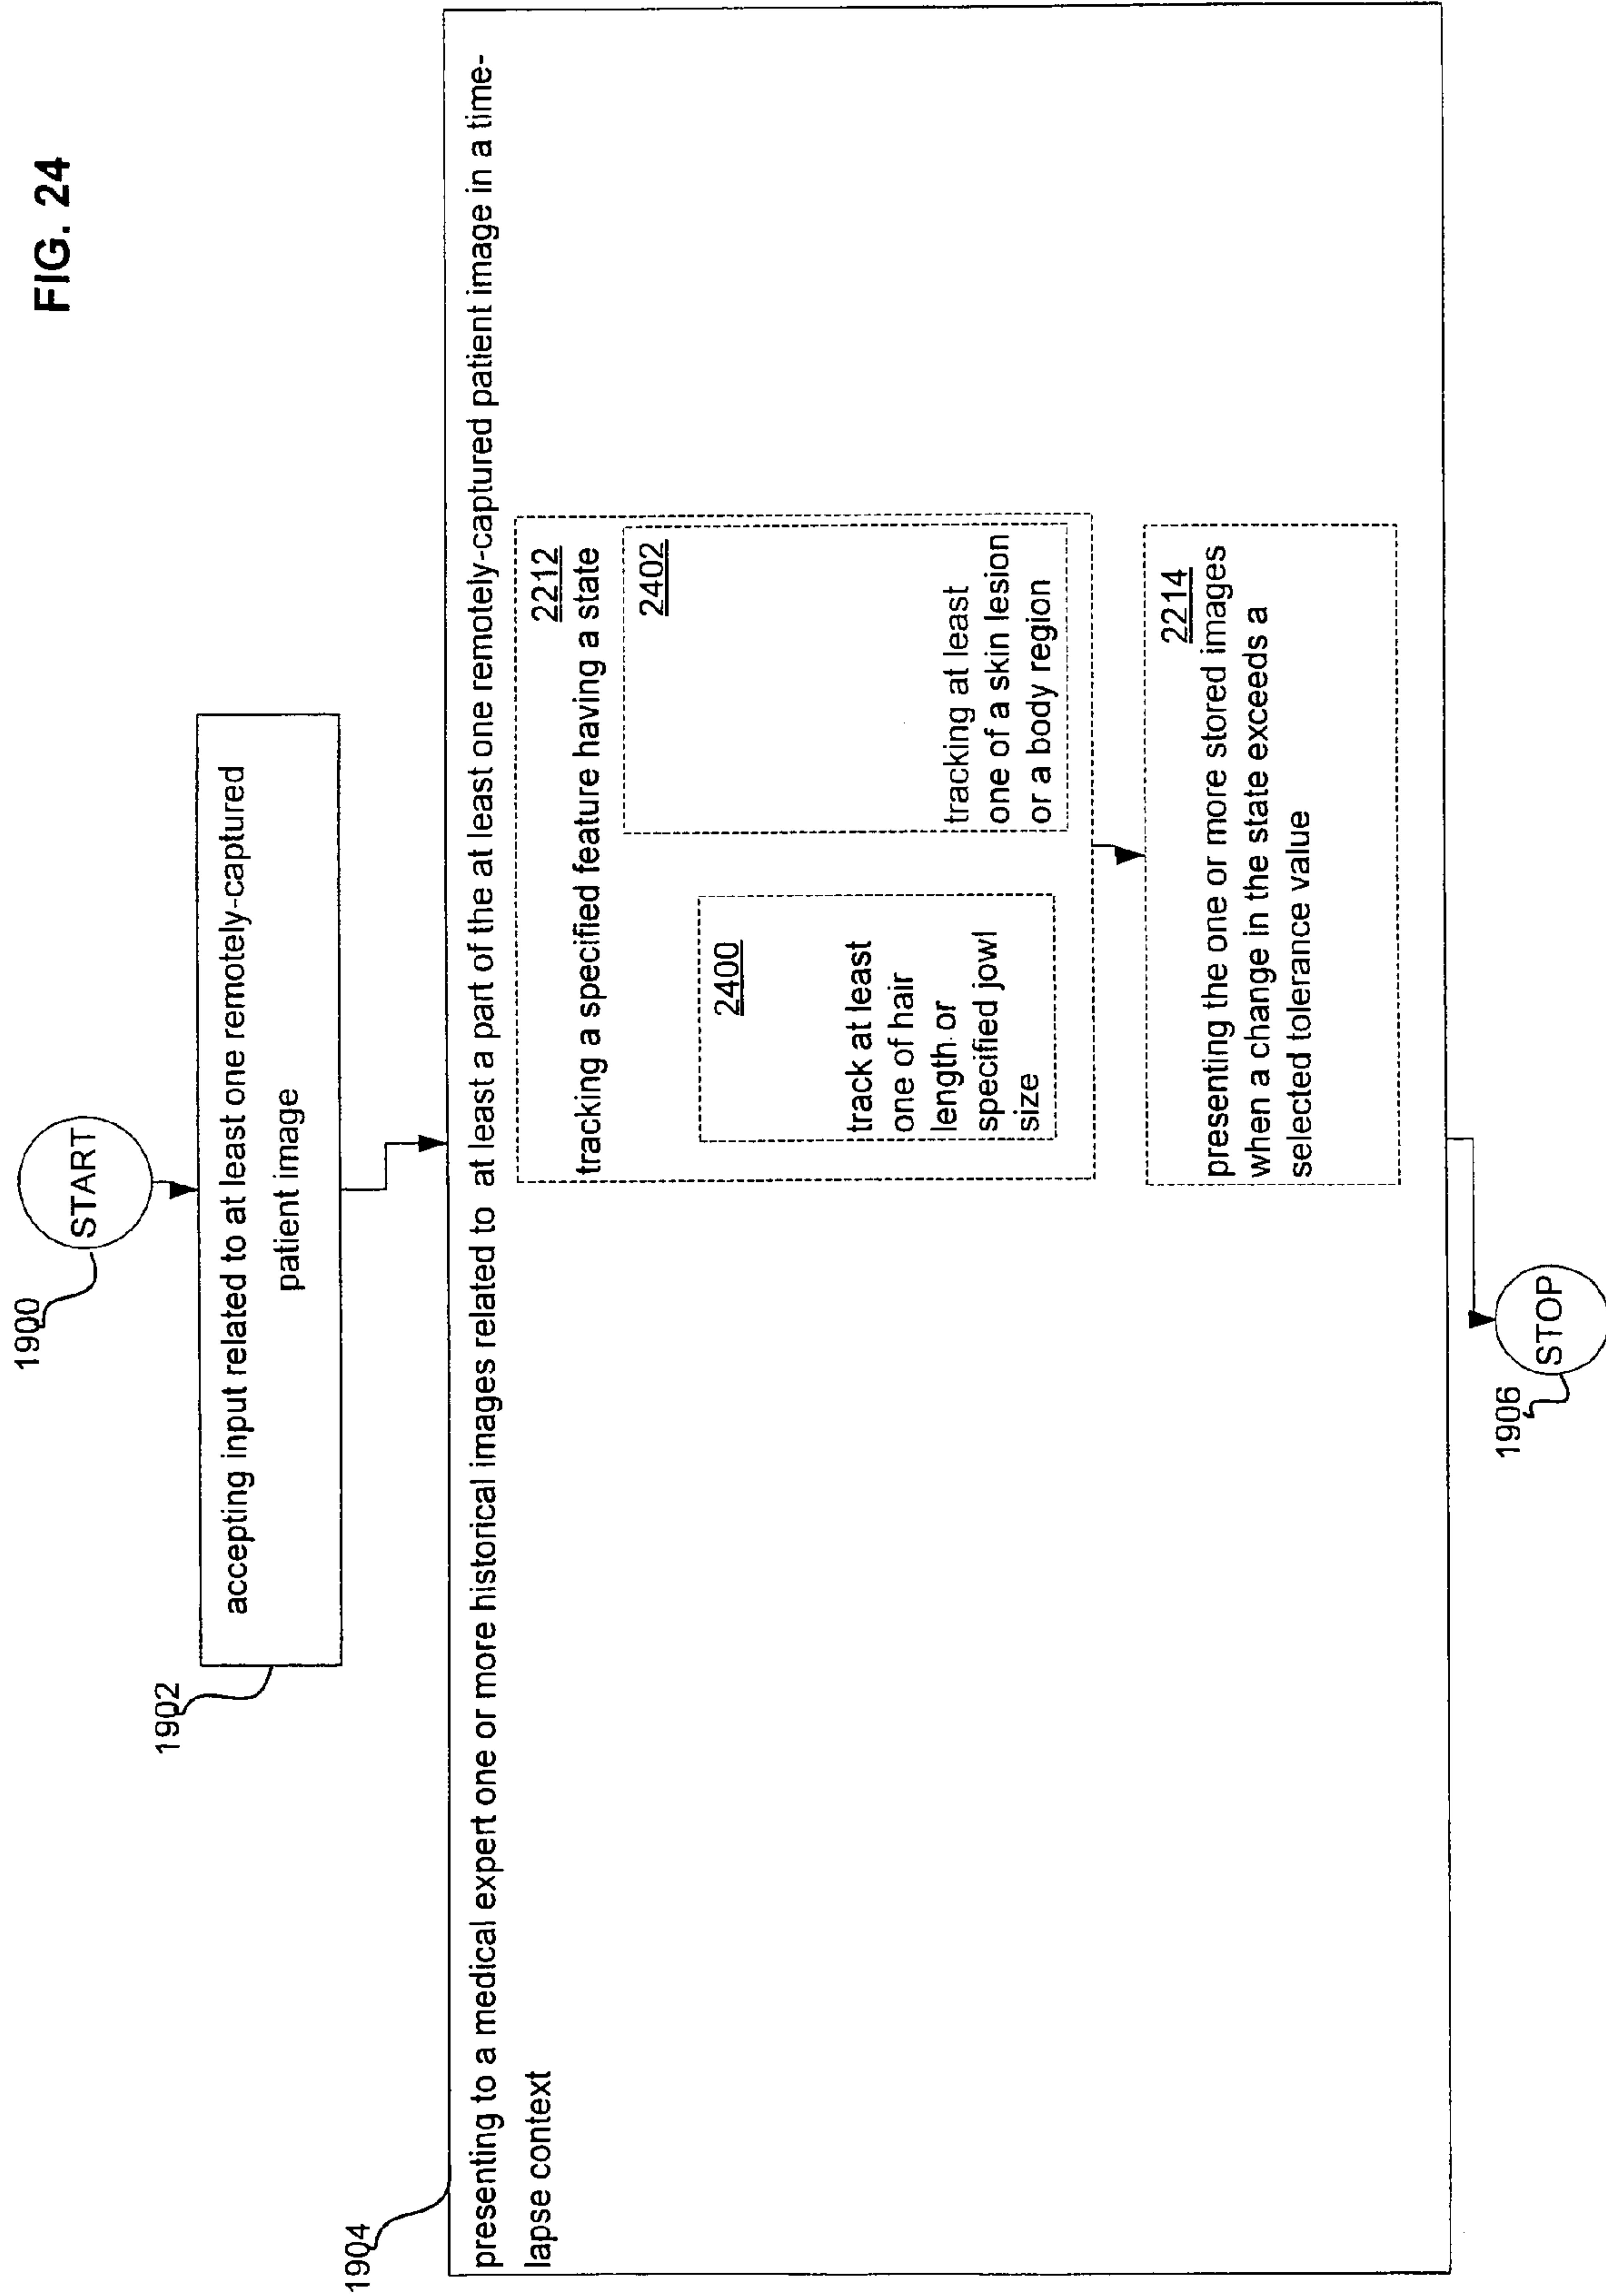 FIG. 24
1900
START
1902
accepting input related to at least one remotely-captured
patient image
1904
presenting to a medical expert one or more historical images related to at least a part of the at least one remotely-captured patient image in a time-
lapse context
2212
tracking a specified feature having a state
2400
track at least
one of hair
length or
specified jowl
size
2402
tracking at least
one of a skin lesion
or a body region
2214
presenting the one or more stored images
when a change in the state exceeds a
selected tolerance value
1906
STOP